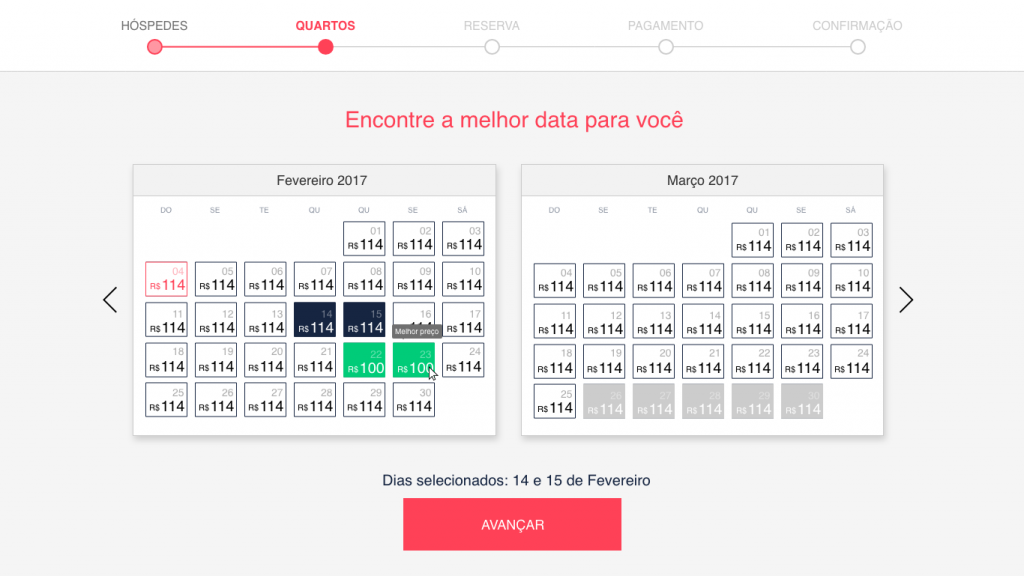 HÓSPEDES QUARTOS RESERVA PAGAMENTO CONFIRMAÇÃO
Encontre a melhor data para você
Fevereiro 2017
DO SE TE QU QU SE SÁ
01 02 03
R$ 114 R$ 114 R$ 114
04 05 06 07 08 09 10
R$ 114 R$ 114 R$ 114 R$ 114 R$ 114 R$ 114 R$ 114
11 12 13 14 15 16 17
R$ 114 R$ 114 R$ 114 R$ 114 R$ 114 114 R$ 114
Melhor preço
18 19 20 21 22 23 24
R$ 114 R$ 114 R$ 114 R$ 114 R$ 100 R$ 100 R$ 114
25 26 27 28 29 30
R$ 114 R$ 114 R$ 114 R$ 114 R$ 114 R$ 114
Março 2017
DO SE TE QU QU SE SÁ
01 02 03
R$ 114 R$ 114 R$ 114
04 05 06 07 08 09 10
R$ 114 R$ 114 R$ 114 R$ 114 R$ 114 R$ 114 R$ 114
11 12 13 14 15 16 17
R$ 114 R$ 114 R$ 114 R$ 114 R$ 114 R$ 114 R$ 114
18 19 20 21 22 23 24
R$ 114 R$ 114 R$ 114 R$ 114 R$ 114 R$ 114 R$ 114
25 26 27 28 29 30
R$ 114 R$ 114 R$ 114 R$ 114 R$ 114 R$ 114
Dias selecionados: 14 e 15 de Fevereiro
AVANÇAR